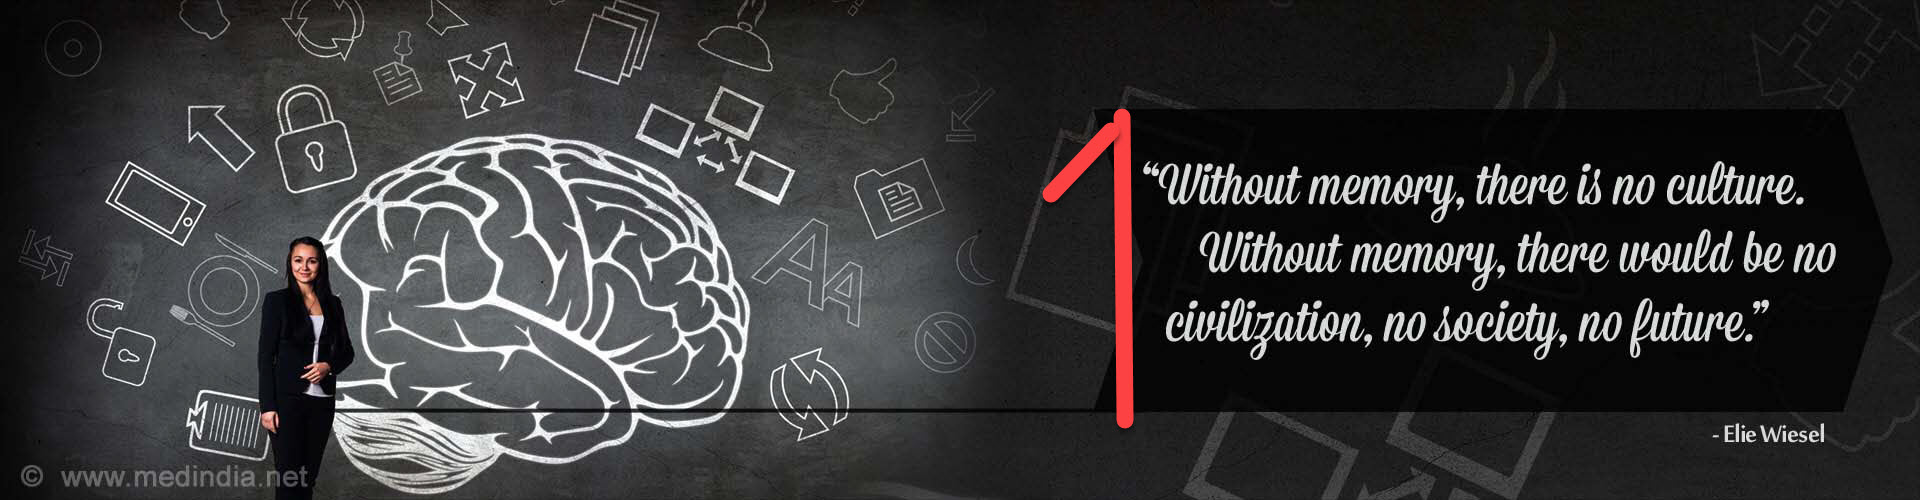 1
“Without memory, there is no culture.
Without memory, there would be no
civilization, no society, no future.”
- Elie Wiesel
AA
© www.medindia.net